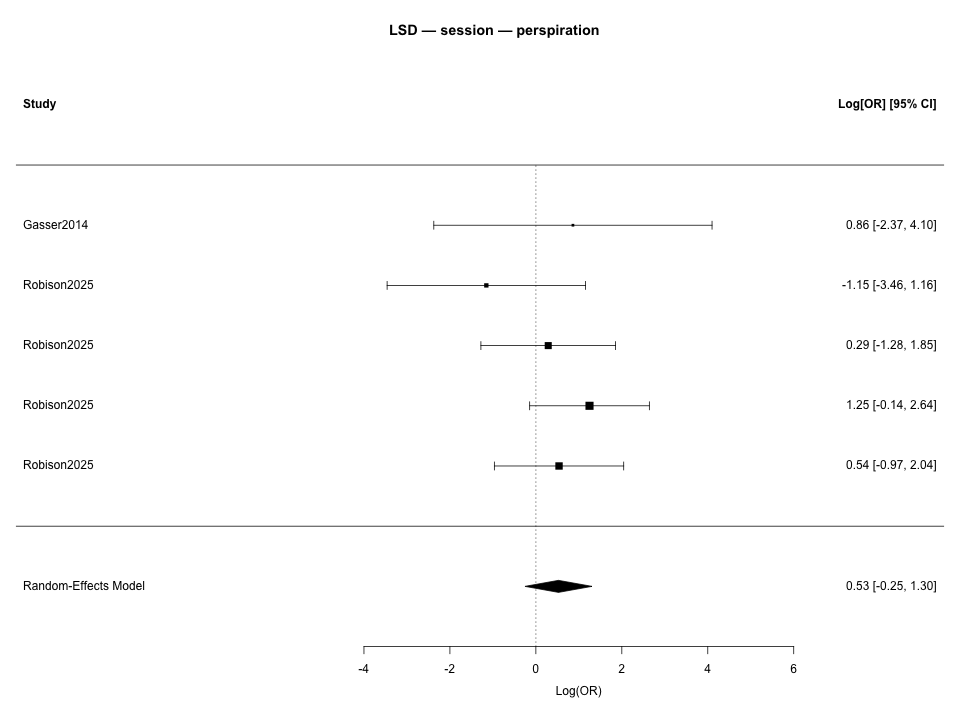 LSD — session — perspiration
Study Log[OR] [95% CI]
Gasser2014 0.86 [-2.37, 4.10]
Robison2025 -1.15 [-3.46, 1.16]
Robison2025 0.29 [-1.28, 1.85]
Robison2025 1.25 [-0.14, 2.64]
Robison2025 0.54 [-0.97, 2.04]
Random-Effects Model 0.53 [-0.25, 1.30]
-4 -2 0 2 4 6
Log(OR)